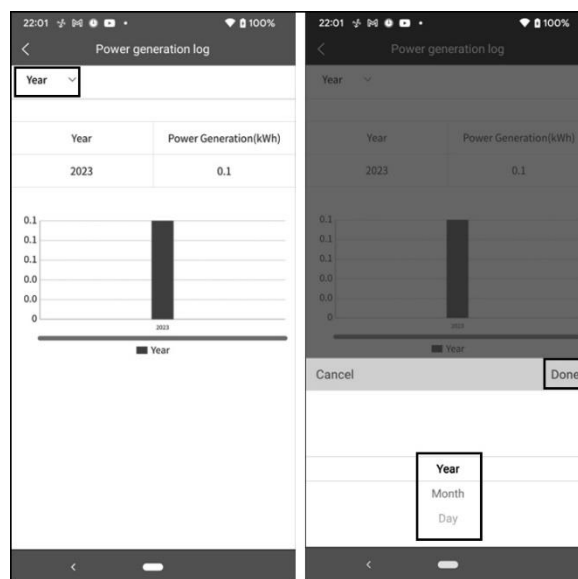 22:01 100%
Power generation log
Year
Year Power Generation(kWh)
2023 0.1
0.1
0.1
0.1
0.0
0.0
0
2023
Year
22:01 100%
Power generation log
Year
Year Power Generation(kWh)
2023 0.1
0.1
0.1
0.1
0.0
0.0
0
2023
Year
Cancel Done
Year
Month
Day